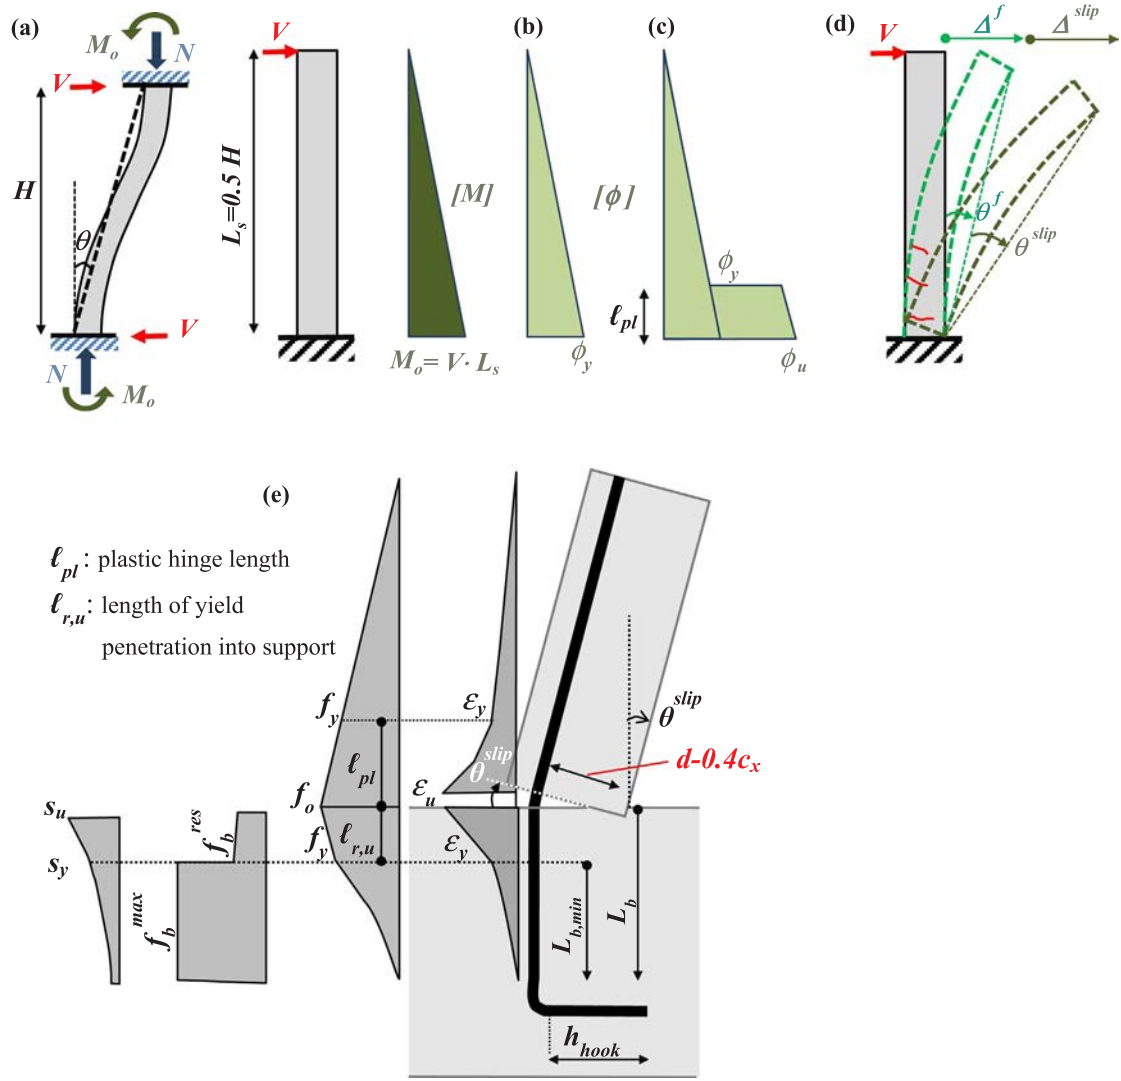 (a)
M_o
N
V
H
θ
V
N
M_o
V
L_s=0.5 H
(b)
[M]
M_o = V · L_s
ϕ_y
[ϕ]
(c)
ϕ_y
ℓ_pl
ϕ_u
(d)
V
Δ^f
Δ^slip
θ^f
θ^slip
(e)
ℓ_pl: plastic hinge length
ℓ_r,u: length of yield
penetration into support
f_y
ε_y
ℓ_pl
θ^slip
θ^slip
d-0.4c_x
f_o
ε_u
s_u
f_b^res
f_y
ℓ_r,u
ε_y
s_y
f_b^max
L_b,min
L_b
h_hook